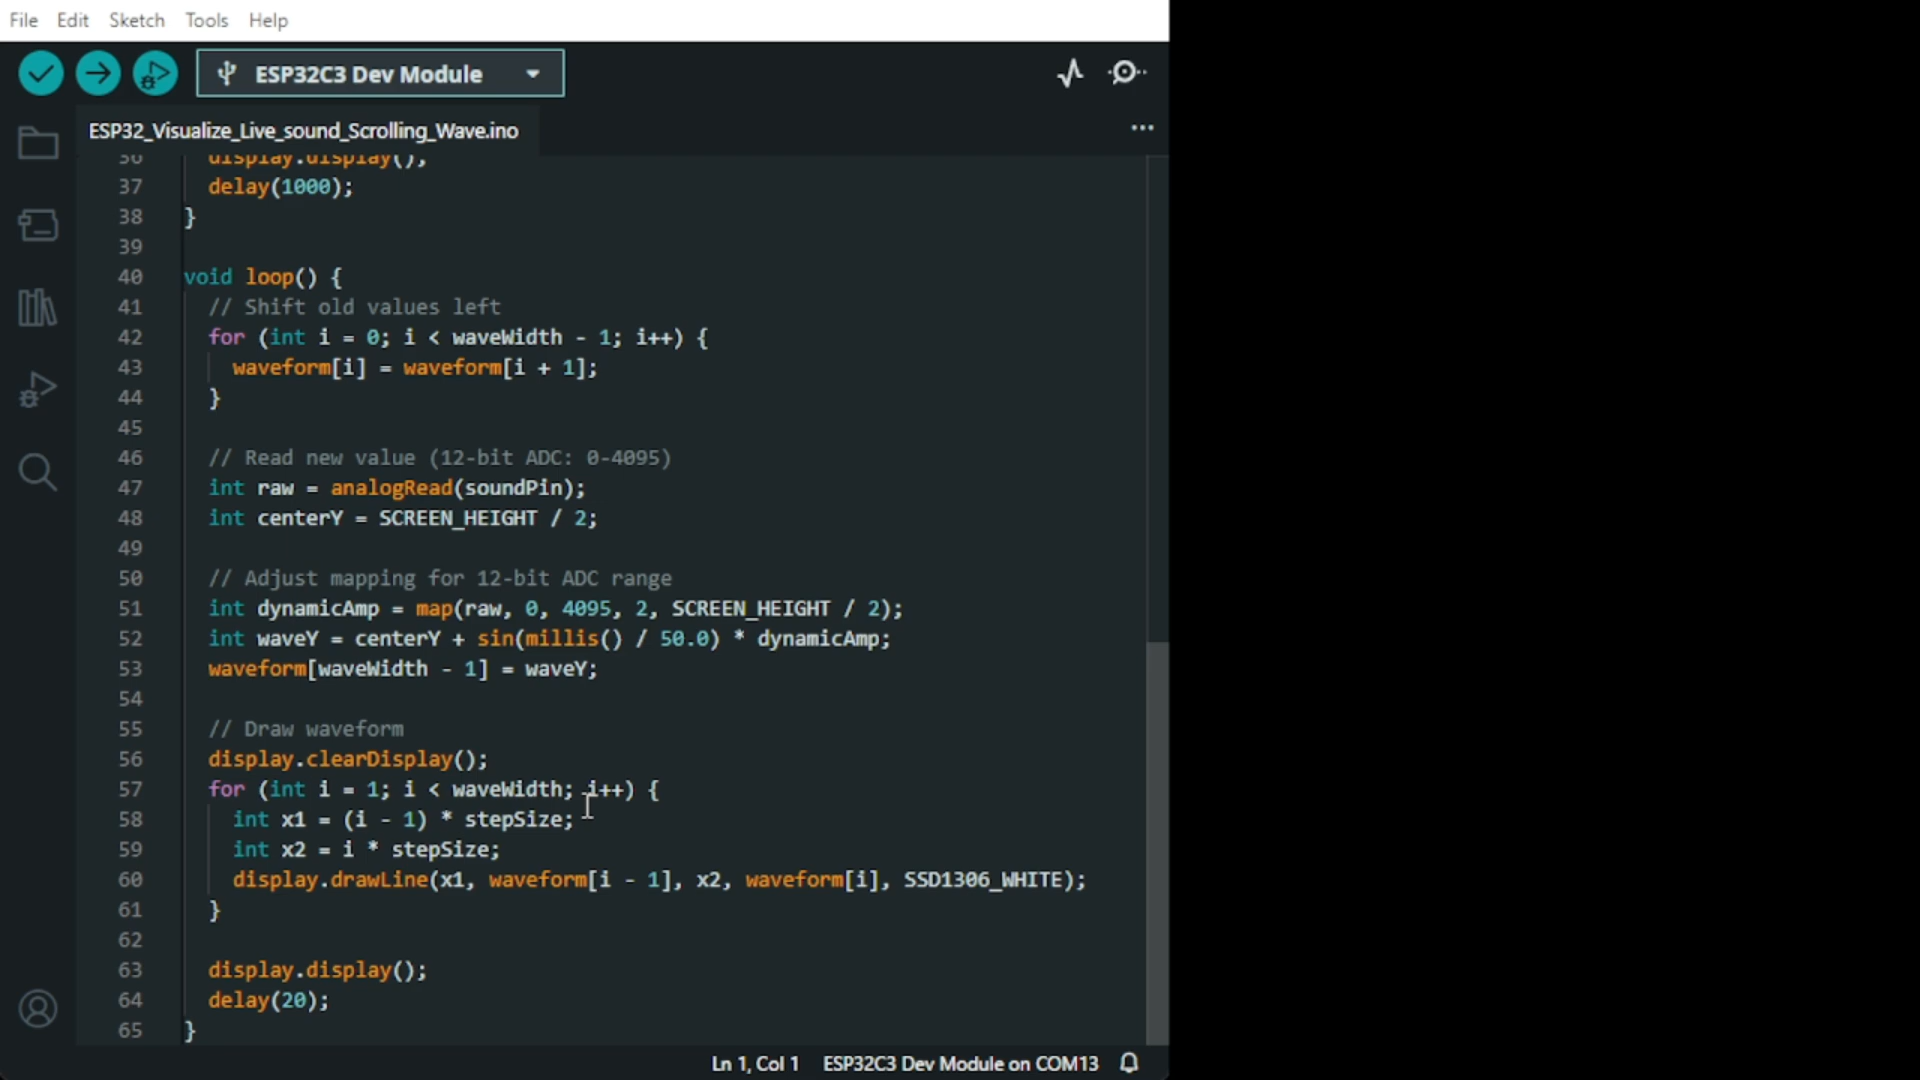 File Edit Sketch Tools Help
ESP32C3 Dev Module
ESP32_Visualize_Live_sound_Scrolling_Wave.ino
36 display.display();
37 delay(1000);
38 }
39
40 void loop() {
41 // Shift old values left
42 for (int i = 0; i < waveWidth - 1; i++) {
43 waveform[i] = waveform[i + 1];
44 }
45
46 // Read new value (12-bit ADC: 0-4095)
47 int raw = analogRead(soundPin);
48 int centerY = SCREEN_HEIGHT / 2;
49
50 // Adjust mapping for 12-bit ADC range
51 int dynamicAmp = map(raw, 0, 4095, 2, SCREEN_HEIGHT / 2);
52 int waveY = centerY + sin(millis() / 50.0) * dynamicAmp;
53 waveform[waveWidth - 1] = waveY;
54
55 // Draw waveform
56 display.clearDisplay();
57 for (int i = 1; i < waveWidth; i++) {
58 int x1 = (i - 1) * stepSize;
59 int x2 = i * stepSize;
60 display.drawLine(x1, waveform[i - 1], x2, waveform[i], SSD1306_WHITE);
61 }
62
63 display.display();
64 delay(20);
65 }
Ln 1, Col 1 ESP32C3 Dev Module on COM13